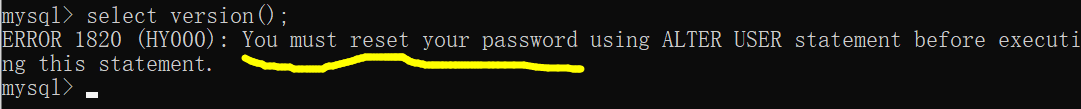 mysql> select version();
ERROR 1820 (HY000): You must reset your password using ALTER USER statement before executi
ng this statement.
mysql>